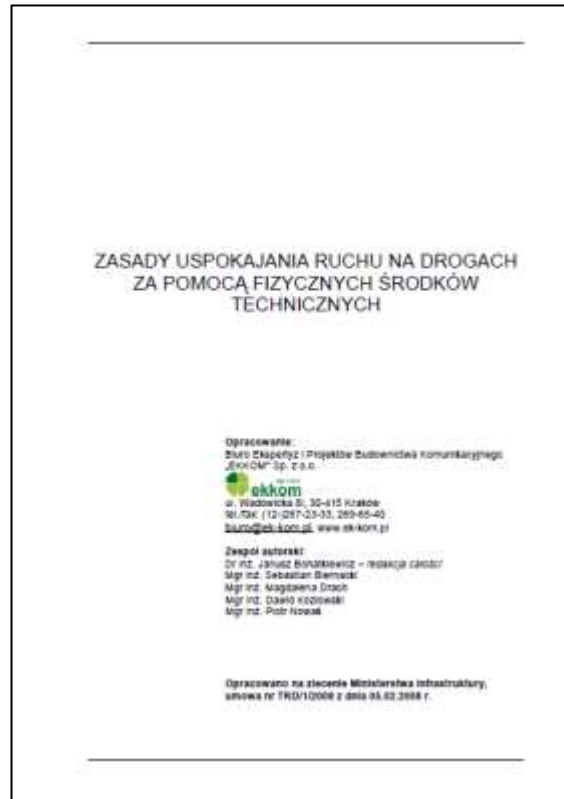 ZASADY USPOKAJANIA RUCHU NA DROGACH
ZA POMOCĄ FIZYCZNYCH ŚRODKÓW
TECHNICZNYCH
Opracowanie:
Biuro Ekspertyz i Projektów Budownictwa Komunikacyjnego
„EKKOM" Sp. z o.o.
ekkom
ul. Wadowicka 8i, 30-415 Kraków
tel./fax: (12-)267-23-33, 269-65-40
biuro@ek-kom.pl, www.ek-kom.pl
Zespół autorski:
Dr inż. Janusz Bohatkiewicz – redakcja całości
Mgr inż. Sebastian Biernacki
Mgr inż. Magdalena Drach
Mgr inż. Dawid Kozłowski
Mgr inż. Piotr Nowak
Opracowano na zlecenie Ministerstwa Infrastruktury,
umowa nr TRD/1/2008 z dnia 05.02.2008 r.